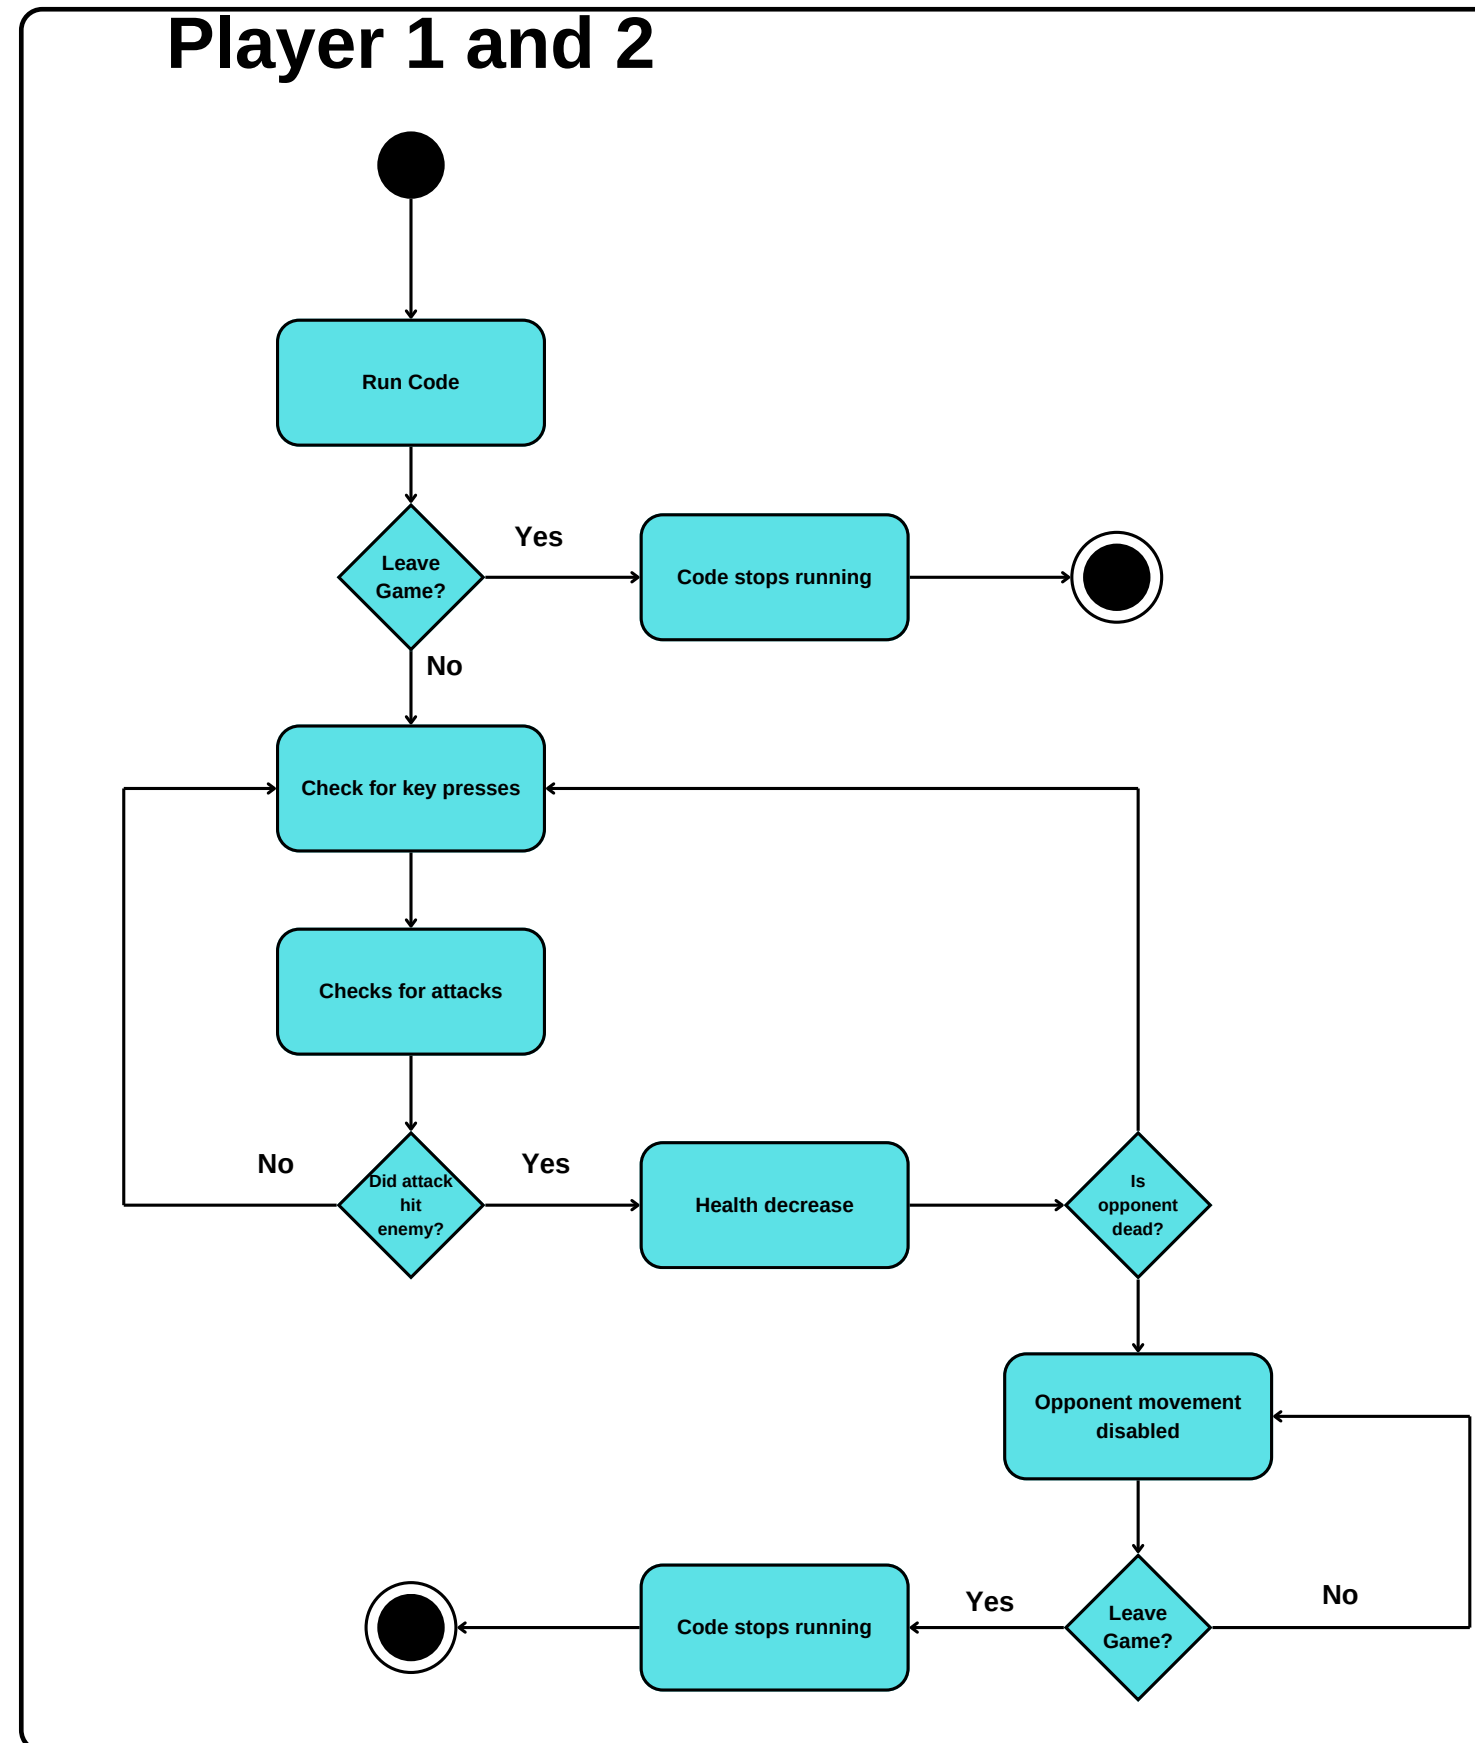 Player 1 and 2
Run Code
Leave
Game?
Yes
Code stops running
No
Check for key presses
Checks for attacks
No
Did attack
hit
enemy?
Yes
Health decrease
Is
opponent
dead?
Opponent movement
disabled
Code stops running
Yes
Leave
Game?
No